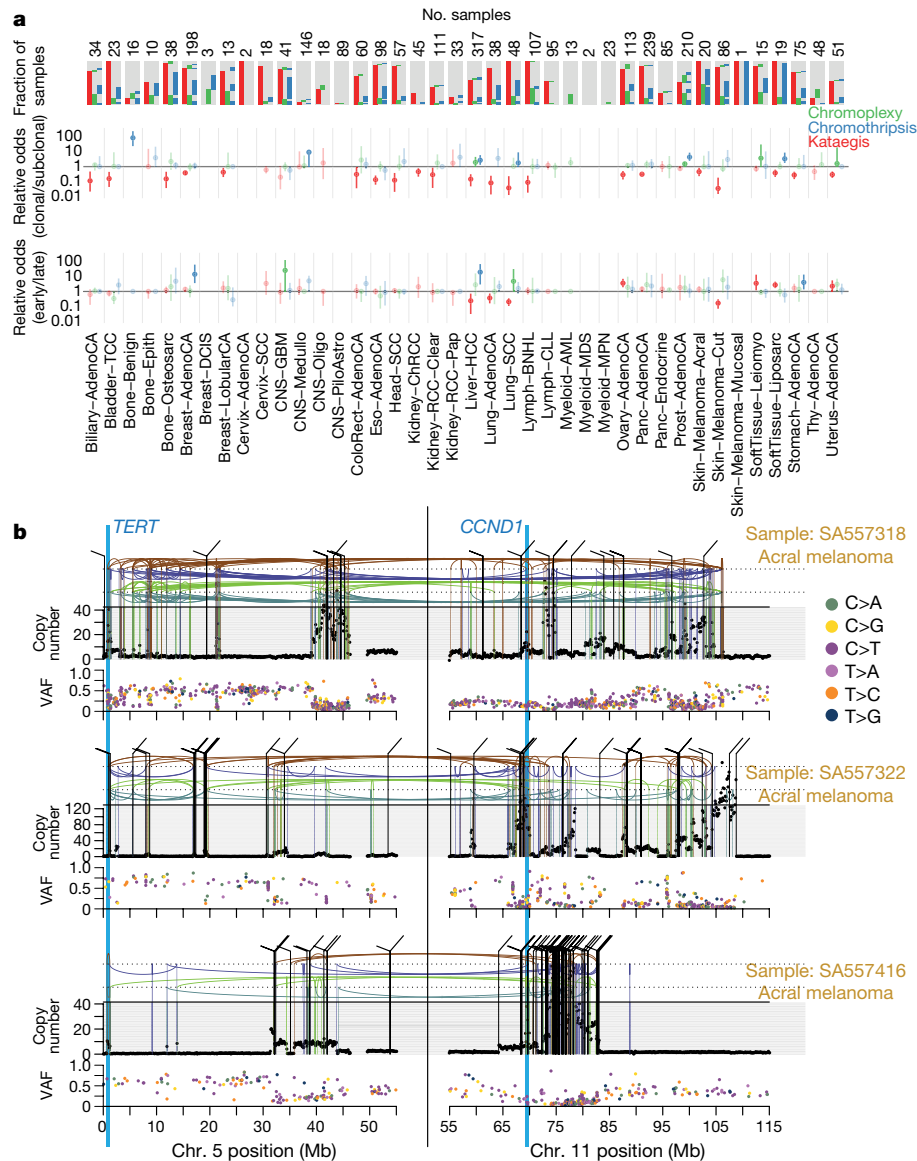 a
No. samples
34 23 16 10 38 198 3 13 2 18 41 146 18 89 60 98 57 45 111 33 317 38 48 107 95 13 2 23 113 239 85 210 20 86 1 15 19 75 48 51
Fraction of
samples
Chromoplexy
Chromothripsis
Kataegis
Relative odds
(clonal/subclonal)
100
10
1
0.1
0.01
Relative odds
(early/late)
100
10
1
0.1
0.01
Biliary–AdenoCA
Bladder–TCC
Bone–Benign
Bone–Epith
Bone–Osteosarc
Breast–AdenoCA
Breast–DCIS
Breast–LobularCA
Cervix–AdenoCA
Cervix–SCC
CNS–GBM
CNS–Medullo
CNS–Oligo
CNS–PiloAstro
ColoRect–AdenoCA
Eso–AdenoCA
Head–SCC
Kidney–ChRCC
Kidney–RCC–Clear
Kidney–RCC–Pap
Liver–HCC
Lung–AdenoCA
Lung–SCC
Lymph–BNHL
Lymph–CLL
Myeloid–AML
Myeloid–MDS
Myeloid–MPN
Ovary–AdenoCA
Panc–AdenoCA
Panc–Endocrine
Prost–AdenoCA
Skin–Melanoma–Acral
Skin–Melanoma–Cut
Skin–Melanoma–Mucosal
SoftTissue–Leiomyo
SoftTissue–Liposarc
Stomach–AdenoCA
Thy–AdenoCA
Uterus–AdenoCA
b
TERT
CCND1
Sample: SA557318
Acral melanoma
Copy
number
40
20
0
VAF
1.0
0.5
0
C>A
C>G
C>T
T>A
T>C
T>G
Sample: SA557322
Acral melanoma
Copy
number
120
80
40
0
VAF
1.0
0.5
0
Sample: SA557416
Acral melanoma
Copy
number
40
20
0
VAF
1.0
0.5
0
0 10 20 30 40 50 55 65 70 75 85 95 105 115
Chr. 5 position (Mb)
Chr. 11 position (Mb)